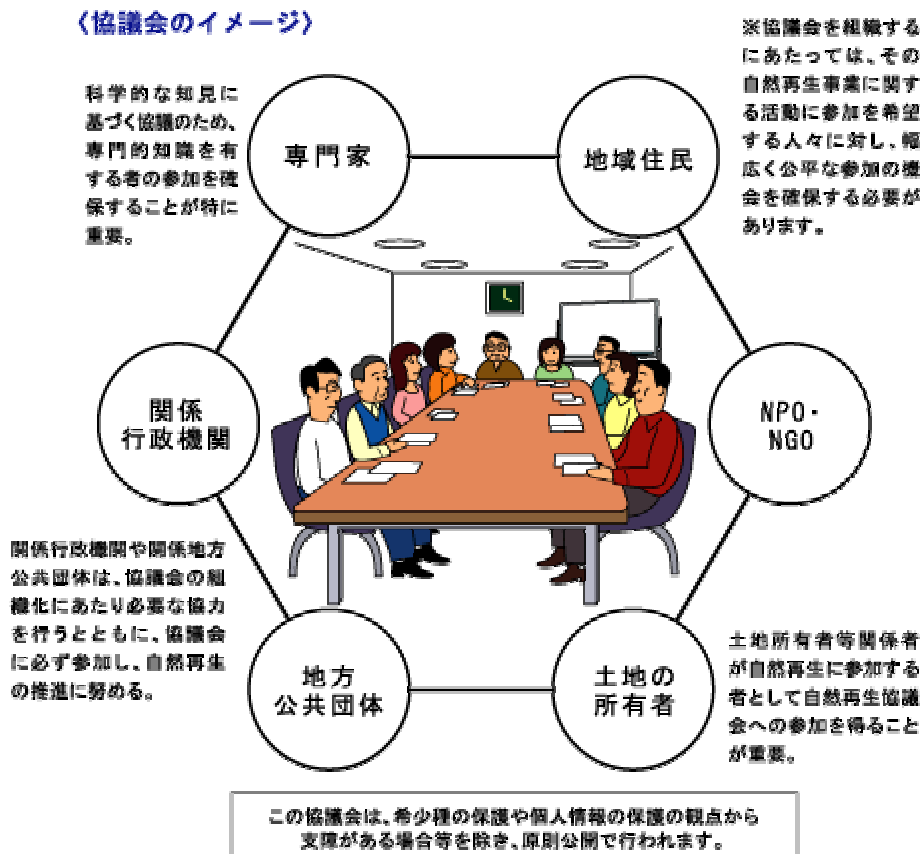 〈協議会のイメージ〉
※協議会を組織する
にあたっては、その
自然再生事業に関す
る活動に参加を希望
する人々に対し、幅
広く公平な参加の機
会を確保する必要が
あります。
科学的な知見に
基づく協議のため、
専門的知識を有
する者の参加を確
保することが特に
重要。
専門家
地域住民
関係
行政機関
NPO・
NGO
関係行政機関や関係地方
公共団体は、協議会の組
織化にあたり必要な協力
を行うとともに、協議会
に必ず参加し、自然再生
の推進に努める。
地方
公共団体
土地の
所有者
土地所有者等関係者
が自然再生に参加する
者として自然再生協議
会への参加を得ること
が重要。
この協議会は、希少種の保護や個人情報の保護の観点から
支障がある場合等を除き、原則公開で行われます。